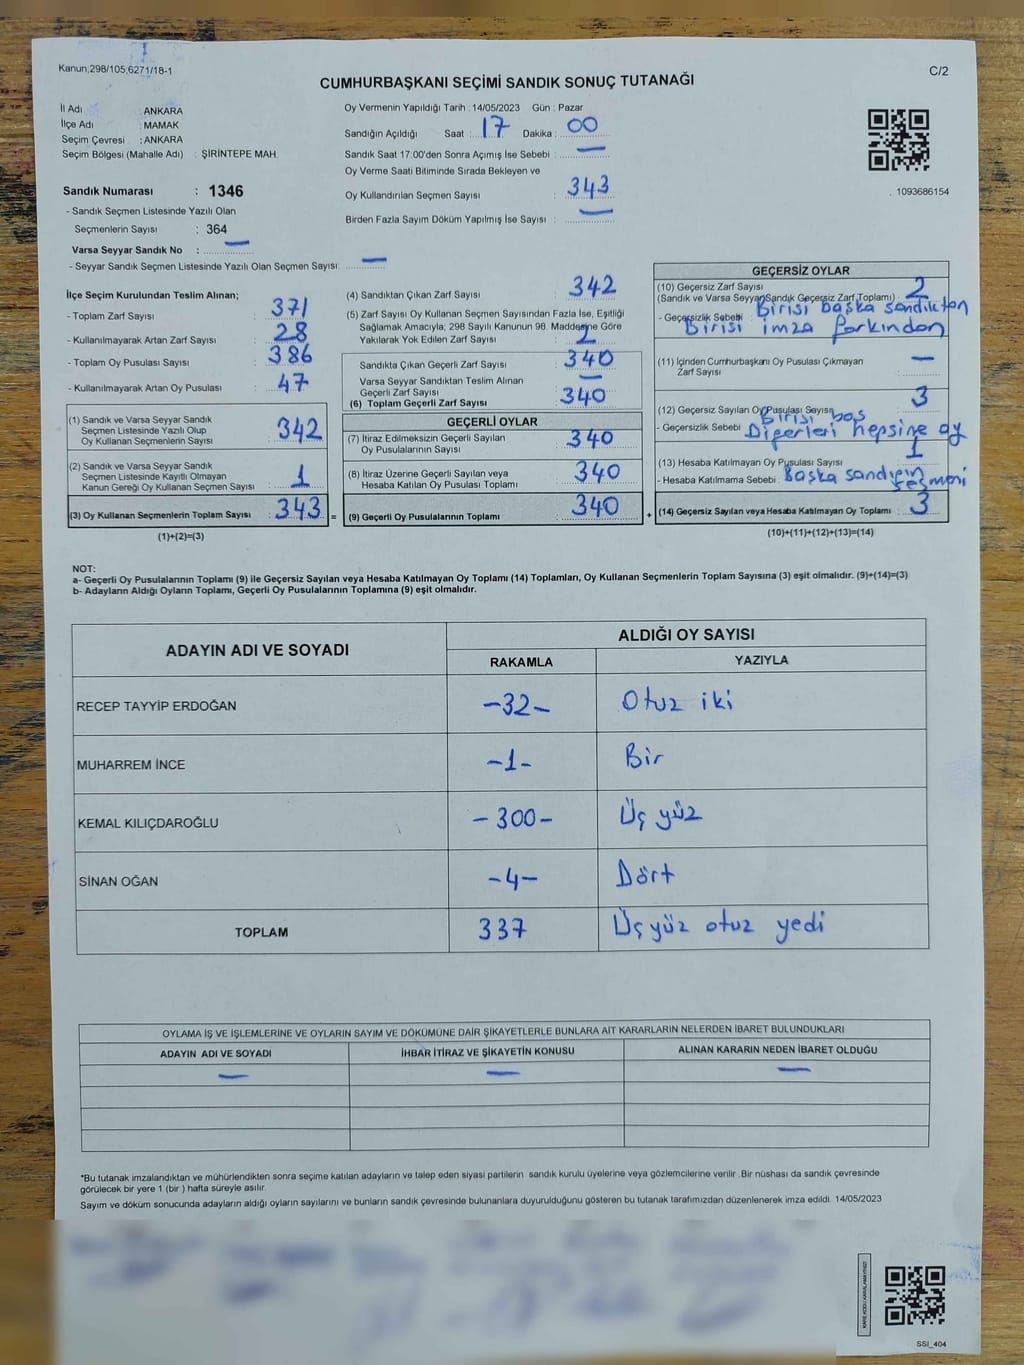 Kanun;298/105,6271/18-1
C/2
CUMHURBAŞKANI SEÇİMİ SANDIK SONUÇ TUTANAĞI
İl Adı : ANKARA
İlçe Adı : MAMAK
Seçim Çevresi : ANKARA
Seçim Bölgesi (Mahalle Adı) : ŞİRİNTEPE MAH.
Sandık Numarası : 1346
- Sandık Seçmen Listesinde Yazılı Olan
Seçmenlerin Sayısı : 364
Varsa Seyyar Sandık No : —
- Seyyar Sandık Seçmen Listesinde Yazılı Olan Seçmen Sayısı: —
Oy Vermenin Yapıldığı Tarih : 14/05/2023 Gün : Pazar
Sandığın Açıldığı Saat : 17 Dakika : 00
Sandık Saat 17:00'den Sonra Açımış İse Sebebi : —
Oy Verme Saati Bitiminde Sırada Bekleyen ve
Oy Kullandırılan Seçmen Sayısı : 343
Birden Fazla Sayım Döküm Yapılmış İse Sayısı : —
1093686154
İlçe Seçim Kurulundan Teslim Alınan;
- Toplam Zarf Sayısı : 371
- Kullanılmayarak Artan Zarf Sayısı : 28
- Toplam Oy Pusulası Sayısı : 386
- Kullanılmayarak Artan Oy Pusulası : 47
(1) Sandık ve Varsa Seyyar Sandık
Seçmen Listesinde Yazılı Olup
Oy Kullanan Seçmenlerin Sayısı : 342
(2) Sandık ve Varsa Seyyar Sandık
Seçmen Listesinde Kayıtlı Olmayan
Kanun Gereği Oy Kullanan Seçmen Sayısı : 1
(3) Oy Kullanan Seçmenlerin Toplam Sayısı : 343 =
(1)+(2)=(3)
(4) Sandıktan Çıkan Zarf Sayısı : 342
(5) Zarf Sayısı Oy Kullanan Seçmen Sayısından Fazla İse, Eşitliği
Sağlamak Amacıyla; 298 Sayılı Kanunun 98. Maddesine Göre
Yakılarak Yok Edilen Zarf Sayısı : 2
Sandıkta Çıkan Geçerli Zarf Sayısı : 340
Varsa Seyyar Sandıktan Teslim Alınan
Geçerli Zarf Sayısı : —
(6) Toplam Geçerli Zarf Sayısı : 340
GEÇERLİ OYLAR
(7) İtiraz Edilmeksizin Geçerli Sayılan
Oy Pusulalarının Sayısı : 340
(8) İtiraz Üzerine Geçerli Sayılan veya
Hesaba Katılan Oy Pusulası Toplamı : 340
(9) Geçerli Oy Pusulalarının Toplamı : 340 +
GEÇERSİZ OYLAR
(10) Geçersiz Zarf Sayısı
(Sandık ve Varsa Seyyar Sandık Geçersiz Zarf Toplamı) : 2
- Geçersizlik Sebebi : Birisi başka sandıktan
Birisi imza farkından
(11) İçinden Cumhurbaşkanı Oy Pusulası Çıkmayan
Zarf Sayısı : —
(12) Geçersiz Sayılan Oy Pusulası Sayısı : 3
- Geçersizlik Sebebi : Birisi boş
Diğerleri hepsine oy
(13) Hesaba Katılmayan Oy Pusulası Sayısı : 1
- Hesaba Katılmama Sebebi : Başka sandığın
seçmeni
(14) Geçersiz Sayılan veya Hesaba Katılmayan Oy Toplamı : 3
(10)+(11)+(12)+(13)=(14)
NOT:
a- Geçerli Oy Pusulalarının Toplamı (9) ile Geçersiz Sayılan veya Hesaba Katılmayan Oy Toplamı (14) Toplamları, Oy Kullanan Seçmenlerin Toplam Sayısına (3) eşit olmalıdır. (9)+(14)=(3)
b- Adayların Aldığı Oyların Toplamı, Geçerli Oy Pusulalarının Toplamına (9) eşit olmalıdır.
ADAYIN ADI VE SOYADI
ALDIĞI OY SAYISI
RAKAMLA YAZIYLA
RECEP TAYYİP ERDOĞAN -32- Otuz iki
MUHARREM İNCE -1- Bir
KEMAL KILIÇDAROĞLU -300- Üç yüz
SİNAN OĞAN -4- Dört
TOPLAM 337 Üçyüz otuz yedi
OYLAMA İŞ VE İŞLEMLERİNE VE OYLARIN SAYIM VE DÖKÜMÜNE DAİR ŞİKAYETLERLE BUNLARA AİT KARARLARIN NELERDEN İBARET BULUNDUKLARI
ADAYIN ADI VE SOYADI İHBAR İTİRAZ VE ŞİKAYETİN KONUSU ALINAN KARARIN NEDEN İBARET OLDUĞU
— — —
*Bu tutanak imzalandıktan ve mühürlendikten sonra seçime katılan adayların ve talep eden siyasi partilerin sandık kurulu üyelerine veya gözlemcilerine verilir .Bir nüshası da sandık çevresinde
görülecek bir yere 1 (bir ) hafta süreyle asılır.
Sayım ve döküm sonucunda adayların aldığı oyların sayılarını ve bunların sandık çevresinde bulunanlara duyurulduğunu gösteren bu tutanak tarafımızdan düzenlenerek imza edildi. 14/05/2023
KARE KODU KARALAMAYINIZ!
SSİ_404